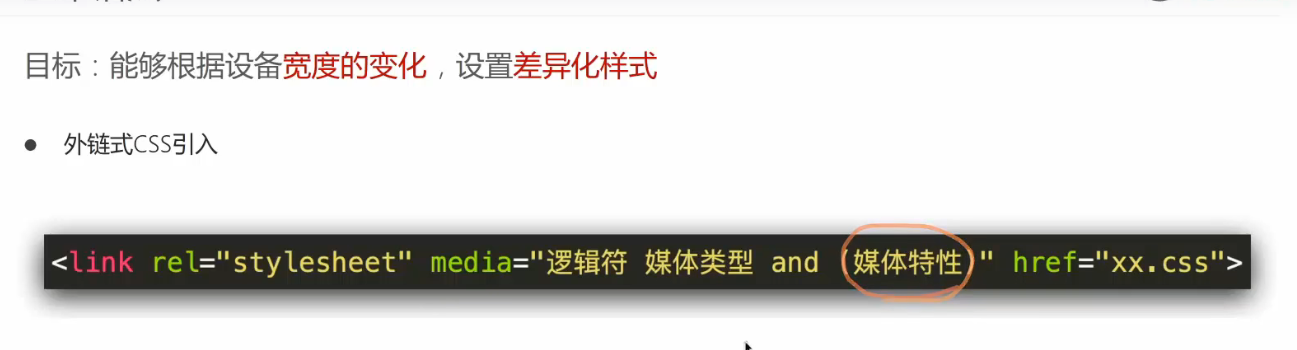 目标：能够根据设备宽度的变化，设置差异化样式
● 外链式CSS引入
<link rel="stylesheet" media="逻辑符 媒体类型 and (媒体特性)" href="xx.css">